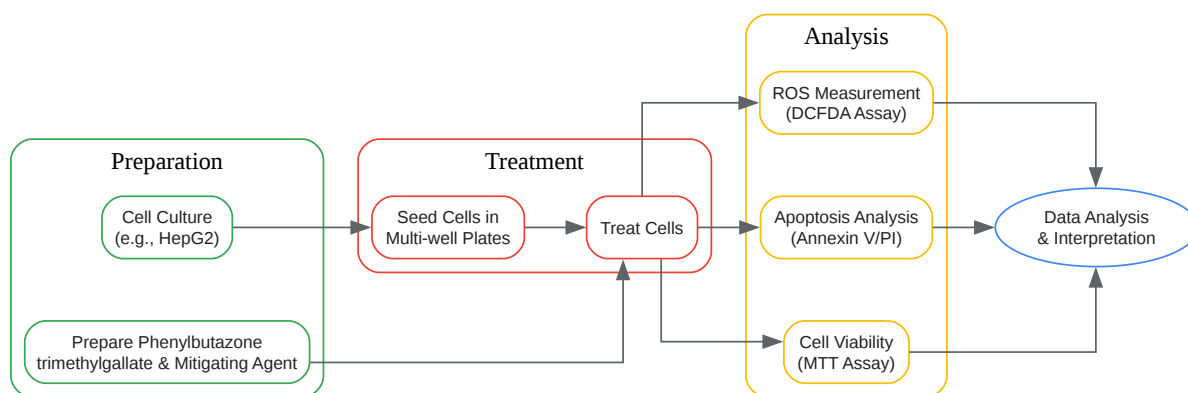 Preparation
Cell Culture
(e.g., HepG2)
Prepare Phenylbutazone
trimethylgallate & Mitigating Agent
Treatment
Seed Cells in
Multi-well Plates
Treat Cells
Analysis
ROS Measurement
(DCFDA Assay)
Apoptosis Analysis
(Annexin V/PI)
Cell Viability
(MTT Assay)
Data Analysis
& Interpretation